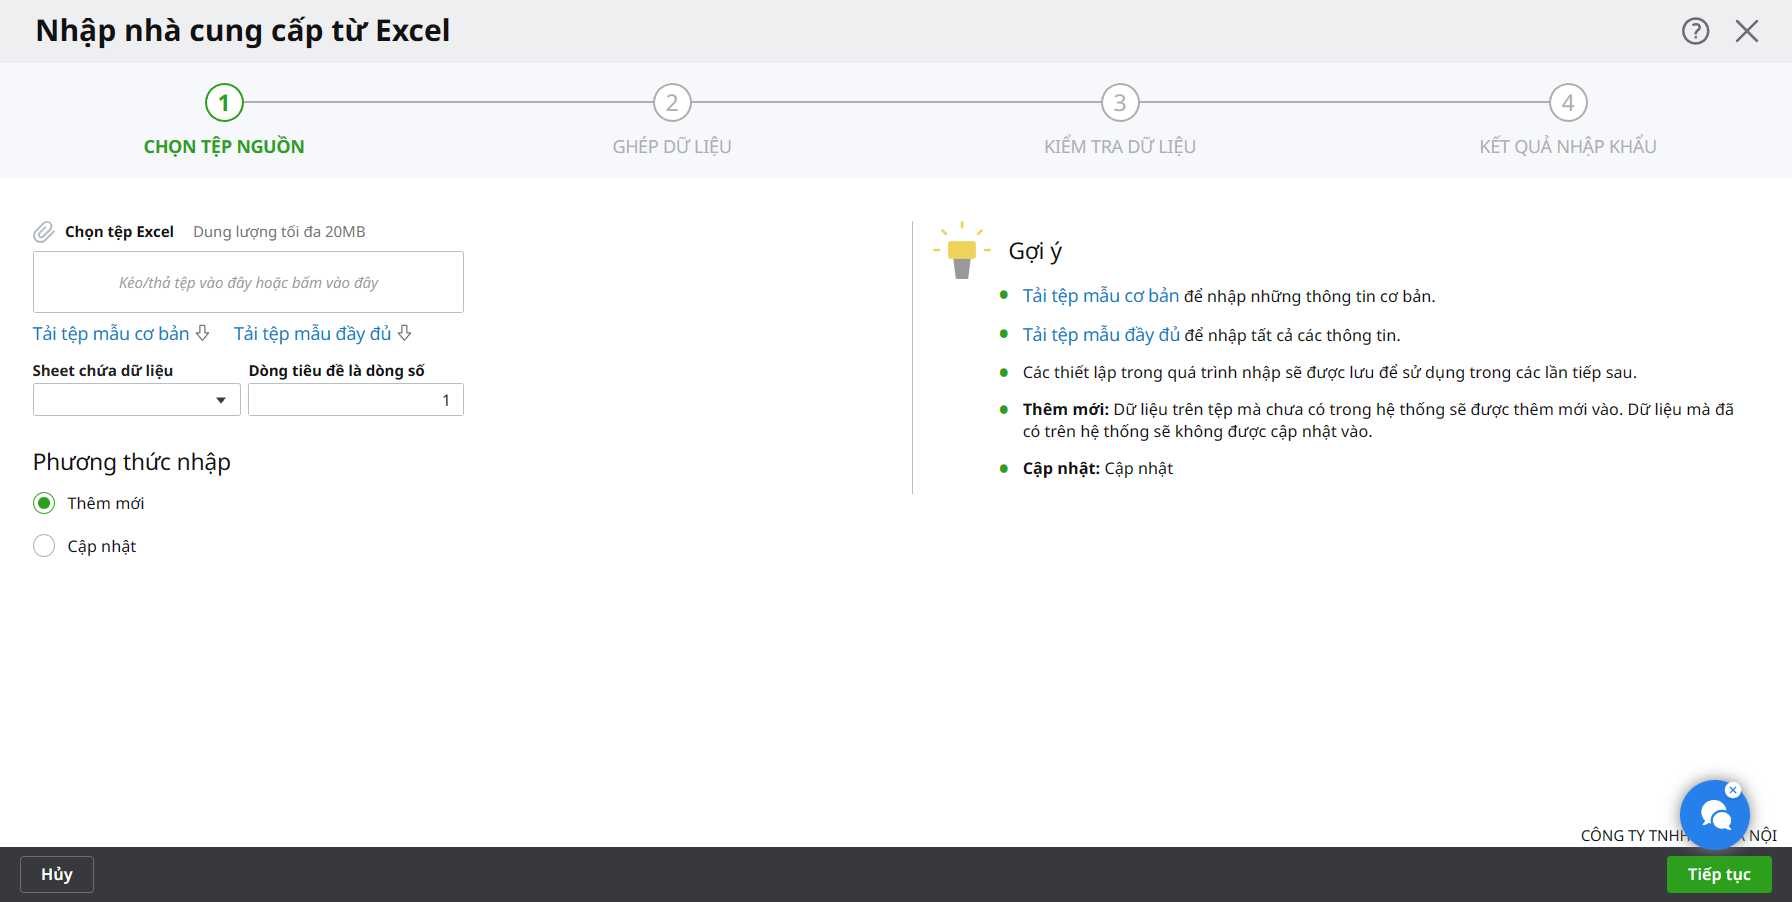 Nhập nhà cung cấp từ Excel
1
2
3
4
CHỌN TỆP NGUỒN
GHÉP DỮ LIỆU
KIỂM TRA DỮ LIỆU
KẾT QUẢ NHẬP KHẨU
Chọn tệp Excel Dung lượng tối đa 20MB
Kéo/thả tệp vào đây hoặc bấm vào đây
Tải tệp mẫu cơ bản Tải tệp mẫu đầy đủ
Sheet chứa dữ liệu Dòng tiêu đề là dòng số
1
Phương thức nhập
Thêm mới
Cập nhật
Gợi ý
Tải tệp mẫu cơ bản để nhập những thông tin cơ bản.
Tải tệp mẫu đầy đủ để nhập tất cả các thông tin.
Các thiết lập trong quá trình nhập sẽ được lưu để sử dụng trong các lần tiếp sau.
Thêm mới: Dữ liệu trên tệp mà chưa có trong hệ thống sẽ được thêm mới vào. Dữ liệu mà đã
có trên hệ thống sẽ không được cập nhật vào.
Cập nhật: Cập nhật
CÔNG TY TNHH NỘI
Hủy
Tiếp tục